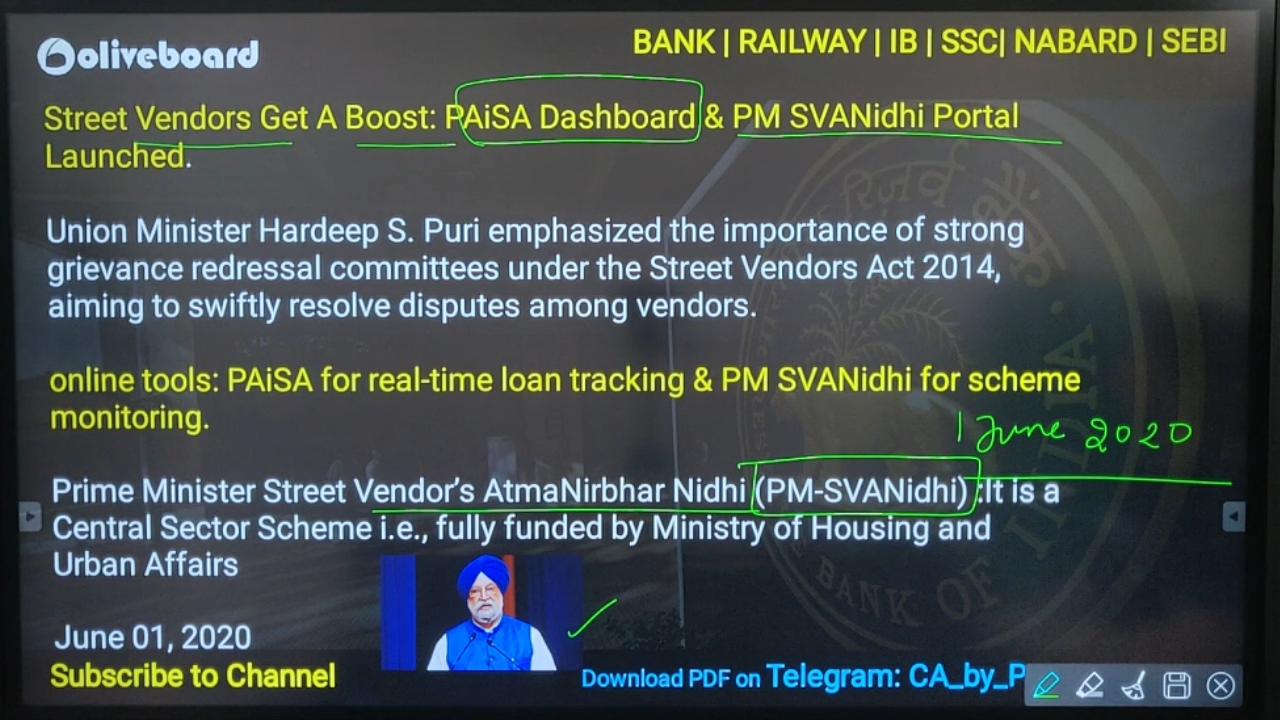 oliveboard
BANK | RAILWAY | IB | SSC| NABARD | SEBI
Street Vendors Get A Boost: PAiSA Dashboard & PM SVANidhi Portal
Launched.
रिज़र्व बैंक
Union Minister Hardeep S. Puri emphasized the importance of strong
grievance redressal committees under the Street Vendors Act 2014,
aiming to swiftly resolve disputes among vendors.
online tools: PAiSA for real-time loan tracking & PM SVANidhi for scheme
monitoring.
1 June 2020
Prime Minister Street Vendor's AtmaNirbhar Nidhi (PM-SVANidhi) :It is a
Central Sector Scheme i.e., fully funded by Ministry of Housing and
Urban Affairs
BANK OF INDIA
June 01, 2020
Subscribe to Channel
Download PDF on Telegram: CA_by_P